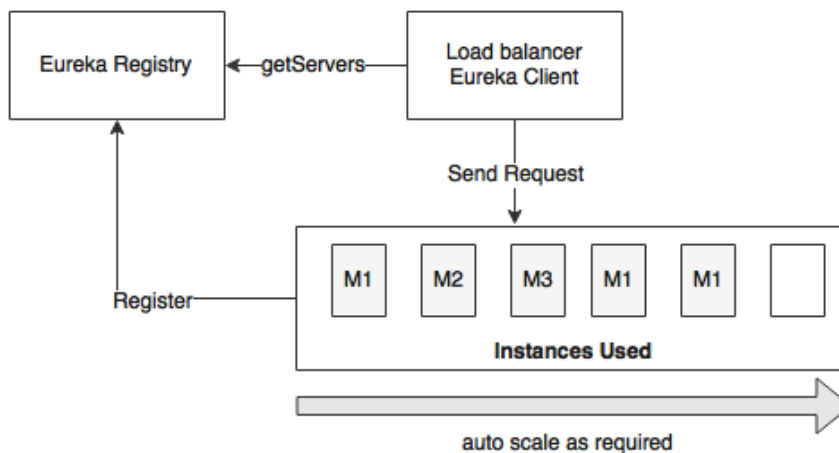 Eureka Registry
getServers
Load balancer
Eureka Client
Send Request
M1 M2 M3 M1 M1
Register
Instances Used
auto scale as required